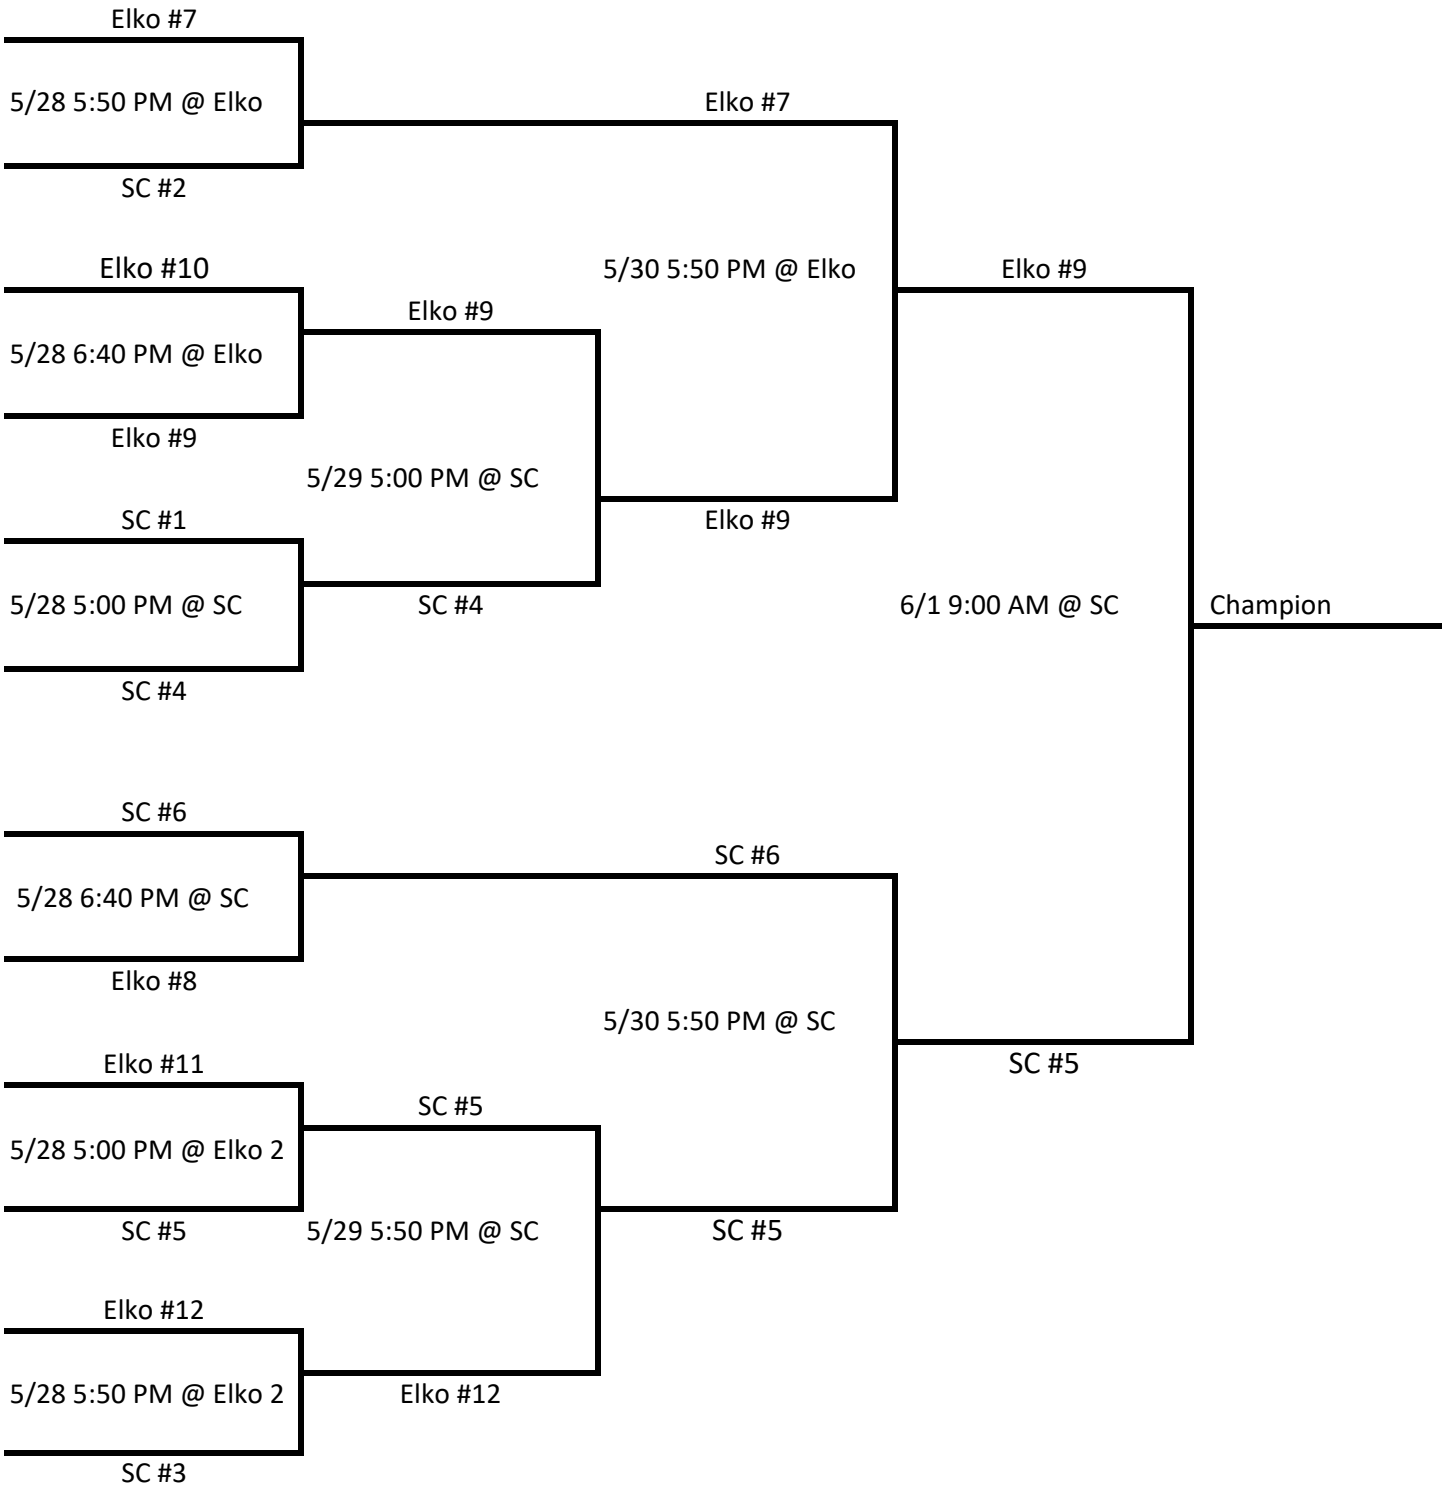 Elko #7
5/28 5:50 PM @ Elko
Elko #7
SC #2
Elko #10
5/30 5:50 PM @ Elko
Elko #9
Elko #9
5/28 6:40 PM @ Elko
Elko #9
5/29 5:00 PM @ SC
SC #1
Elko #9
5/28 5:00 PM @ SC
SC #4
6/1 9:00 AM @ SC
Champion
SC #4
SC #6
SC #6
5/28 6:40 PM @ SC
Elko #8
5/30 5:50 PM @ SC
Elko #11
SC #5
SC #5
5/28 5:00 PM @ Elko 2
SC #5
5/29 5:50 PM @ SC
SC #5
Elko #12
5/28 5:50 PM @ Elko 2
Elko #12
SC #3